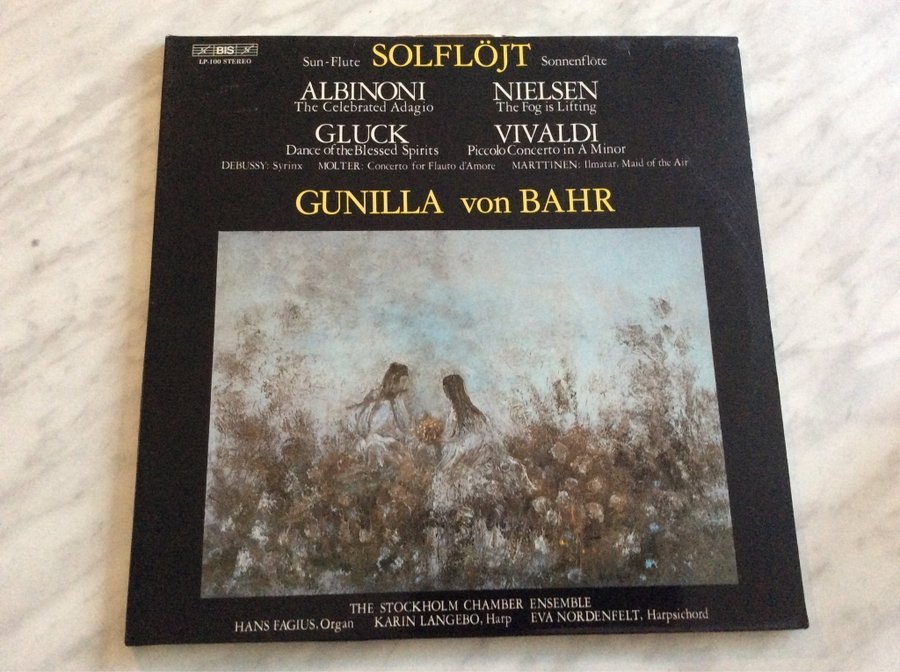 BIS
LP-100 STEREO
Sun-Flute SOLFLÖJT Sonnenflöte
ALBINONI NIELSEN
The Celebrated Adagio The Fog is Lifting
GLUCK VIVALDI
Dance of the Blessed Spirits Piccolo Concerto in A Minor
DEBUSSY: Syrinx MOLTER: Concerto for Flauto d'Amore MARTTINEN: Ilmatar, Maid of the Air
GUNILLA von BAHR
THE STOCKHOLM CHAMBER ENSEMBLE
HANS FAGIUS, Organ KARIN LANGEBO, Harp EVA NORDENFELT, Harpsichord